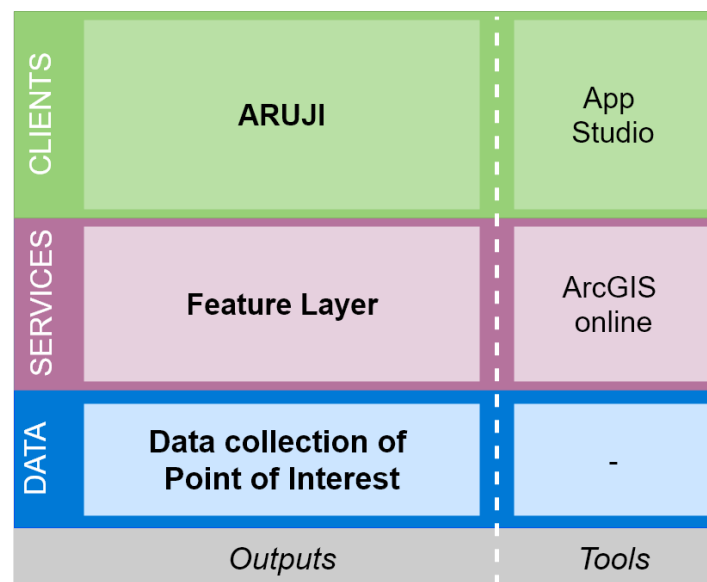 CLIENTS
ARUJI
App
Studio
SERVICES
Feature Layer
ArcGIS
online
DATA
Data collection of
Point of Interest
-
Outputs
Tools